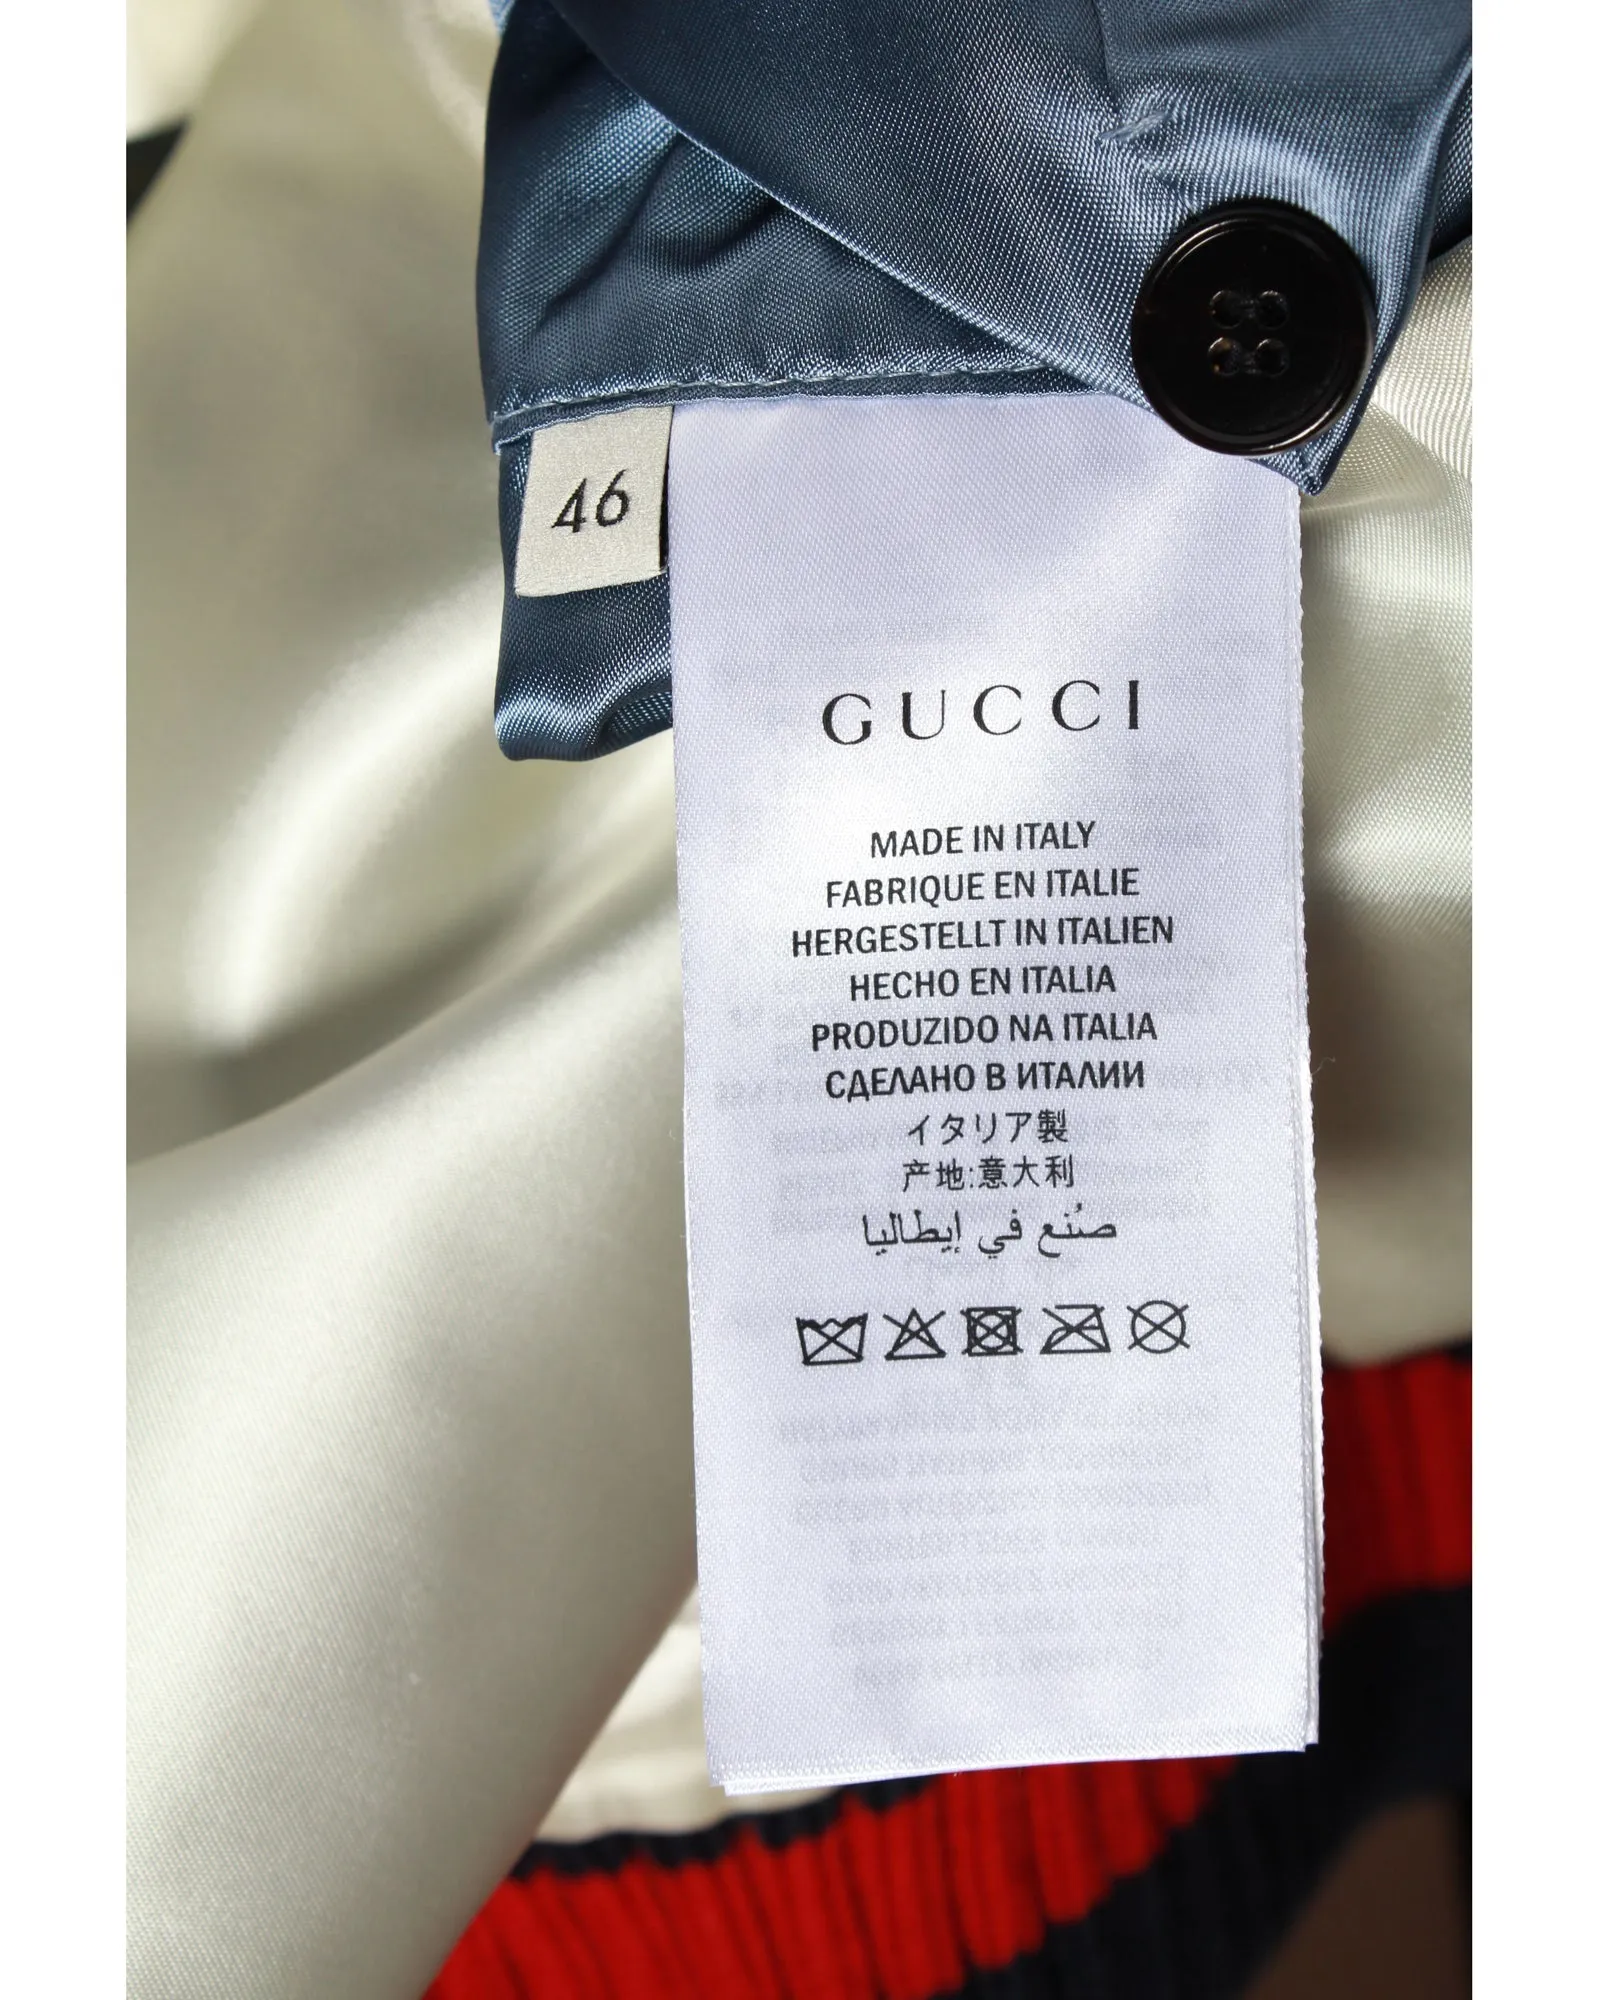 46
GUCCI
MADE IN ITALY
FABRIQUE EN ITALIE
HERGESTELLT IN ITALIEN
HECHO EN ITALIA
PRODUZIDO NA ITALIA
СДЕЛАНО В ИТАЛИИ
イタリア製
产地:意大利
صُنع في إيطاليا